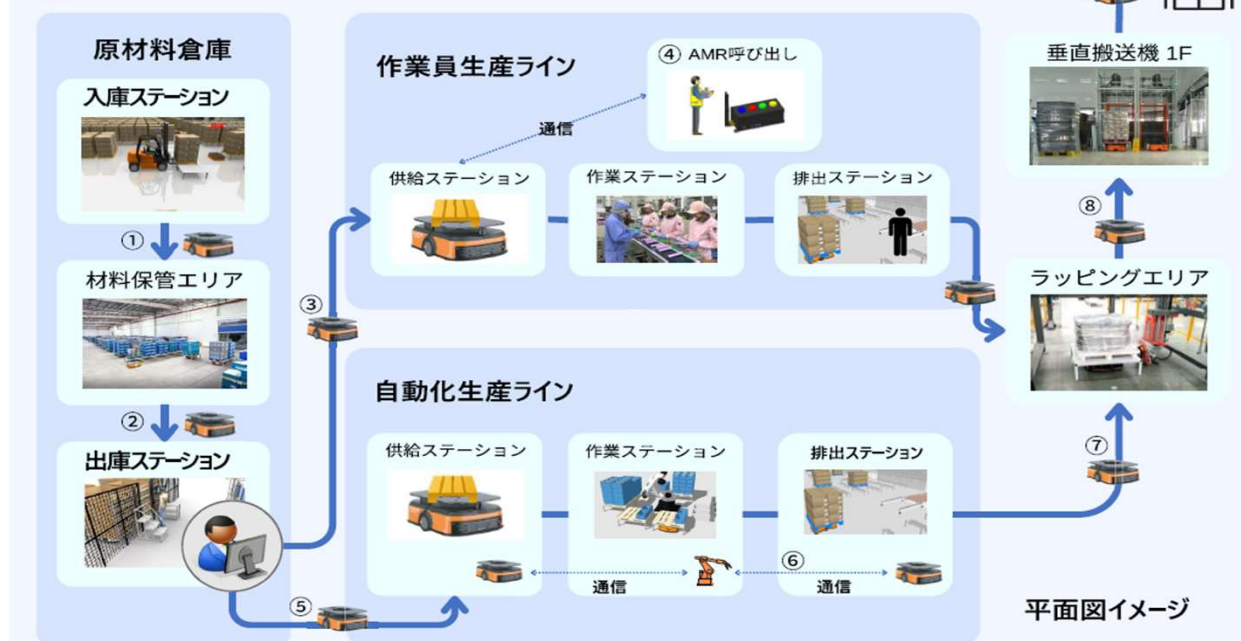 原材料倉庫
入庫ステーション
①
材料保管エリア
②
出庫ステーション
③
⑤
作業員生産ライン
④ AMR呼び出し
通信
供給ステーション
作業ステーション
排出ステーション
自動化生産ライン
供給ステーション
作業ステーション
排出ステーション
通信
⑥
通信
垂直搬送機 1F
⑧
ラッピングエリア
⑦
平面図イメージ